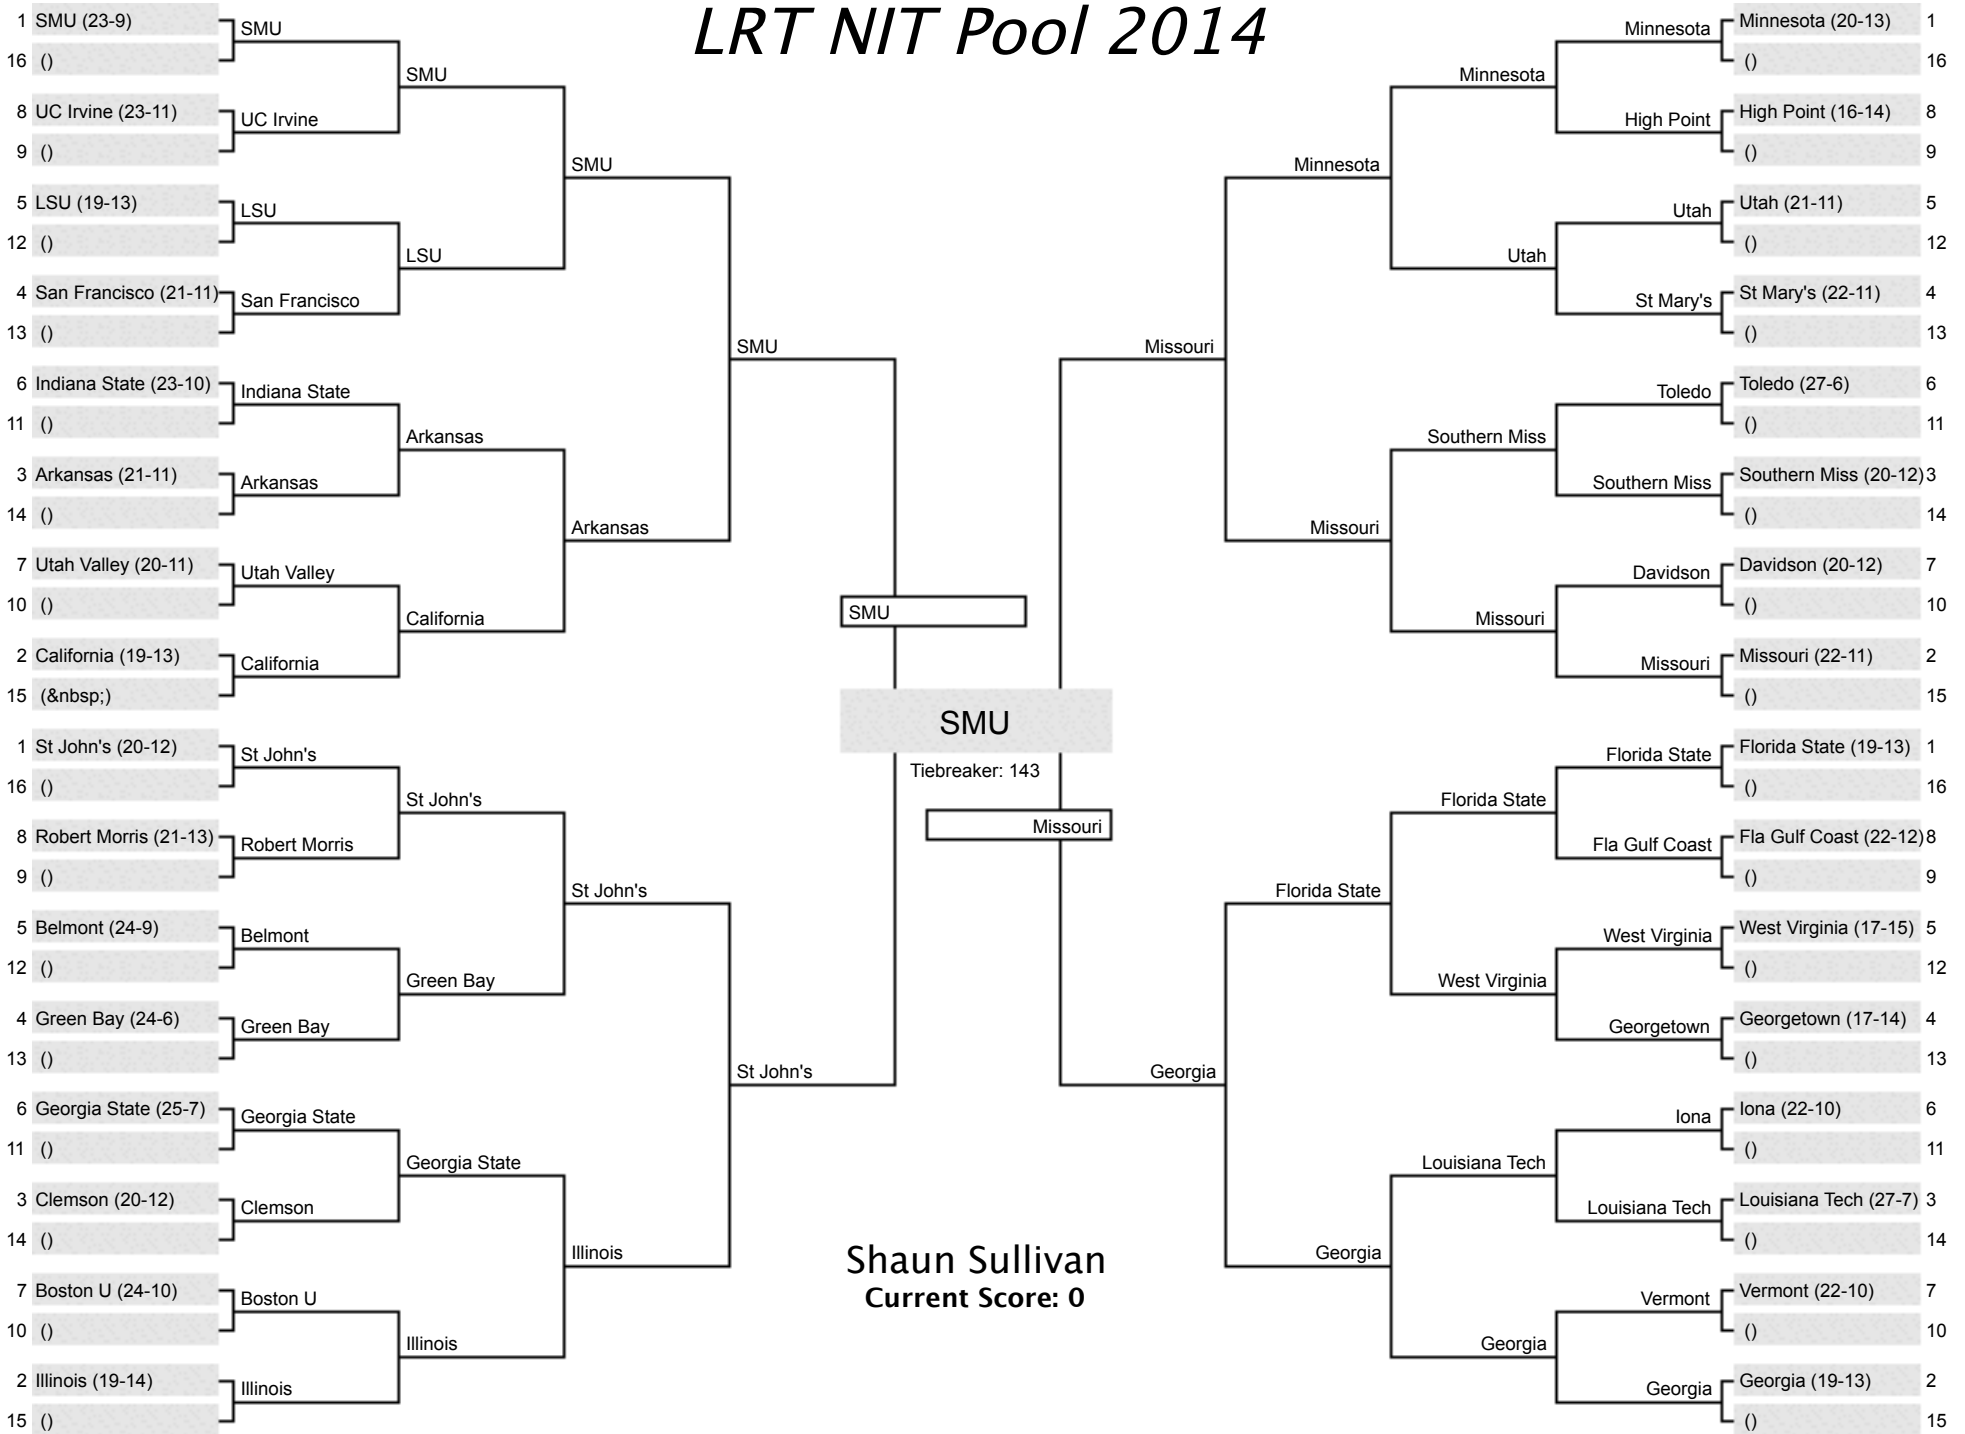 LRT NIT Pool 2014
1 SMU (23-9)
16 ()
8 UC Irvine (23-11)
9 ()
5 LSU (19-13)
12 ()
4 San Francisco (21-11)
13 ()
6 Indiana State (23-10)
11 ()
3 Arkansas (21-11)
14 ()
7 Utah Valley (20-11)
10 ()
2 California (19-13)
15 (&nbsp;)
1 St John's (20-12)
16 ()
8 Robert Morris (21-13)
9 ()
5 Belmont (24-9)
12 ()
4 Green Bay (24-6)
13 ()
6 Georgia State (25-7)
11 ()
3 Clemson (20-12)
14 ()
7 Boston U (24-10)
10 ()
2 Illinois (19-14)
15 ()
SMU
UC Irvine
LSU
San Francisco
Indiana State
Arkansas
Utah Valley
California
St John's
Robert Morris
Belmont
Green Bay
Georgia State
Clemson
Boston U
Illinois
SMU
LSU
Arkansas
California
St John's
Green Bay
Georgia State
Illinois
SMU
Arkansas
St John's
Illinois
SMU
St John's
SMU
SMU
Tiebreaker: 143
Missouri
Shaun Sullivan
Current Score: 0
Missouri
Georgia
Minnesota
Missouri
Florida State
Georgia
Minnesota
Utah
Southern Miss
Missouri
Florida State
West Virginia
Louisiana Tech
Georgia
Minnesota
High Point
Utah
St Mary's
Toledo
Southern Miss
Davidson
Missouri
Florida State
Fla Gulf Coast
West Virginia
Georgetown
Iona
Louisiana Tech
Vermont
Georgia
Minnesota (20-13) 1
() 16
High Point (16-14) 8
() 9
Utah (21-11) 5
() 12
St Mary's (22-11) 4
() 13
Toledo (27-6) 6
() 11
Southern Miss (20-12) 3
() 14
Davidson (20-12) 7
() 10
Missouri (22-11) 2
() 15
Florida State (19-13) 1
() 16
Fla Gulf Coast (22-12) 8
() 9
West Virginia (17-15) 5
() 12
Georgetown (17-14) 4
() 13
Iona (22-10) 6
() 11
Louisiana Tech (27-7) 3
() 14
Vermont (22-10) 7
() 10
Georgia (19-13) 2
() 15